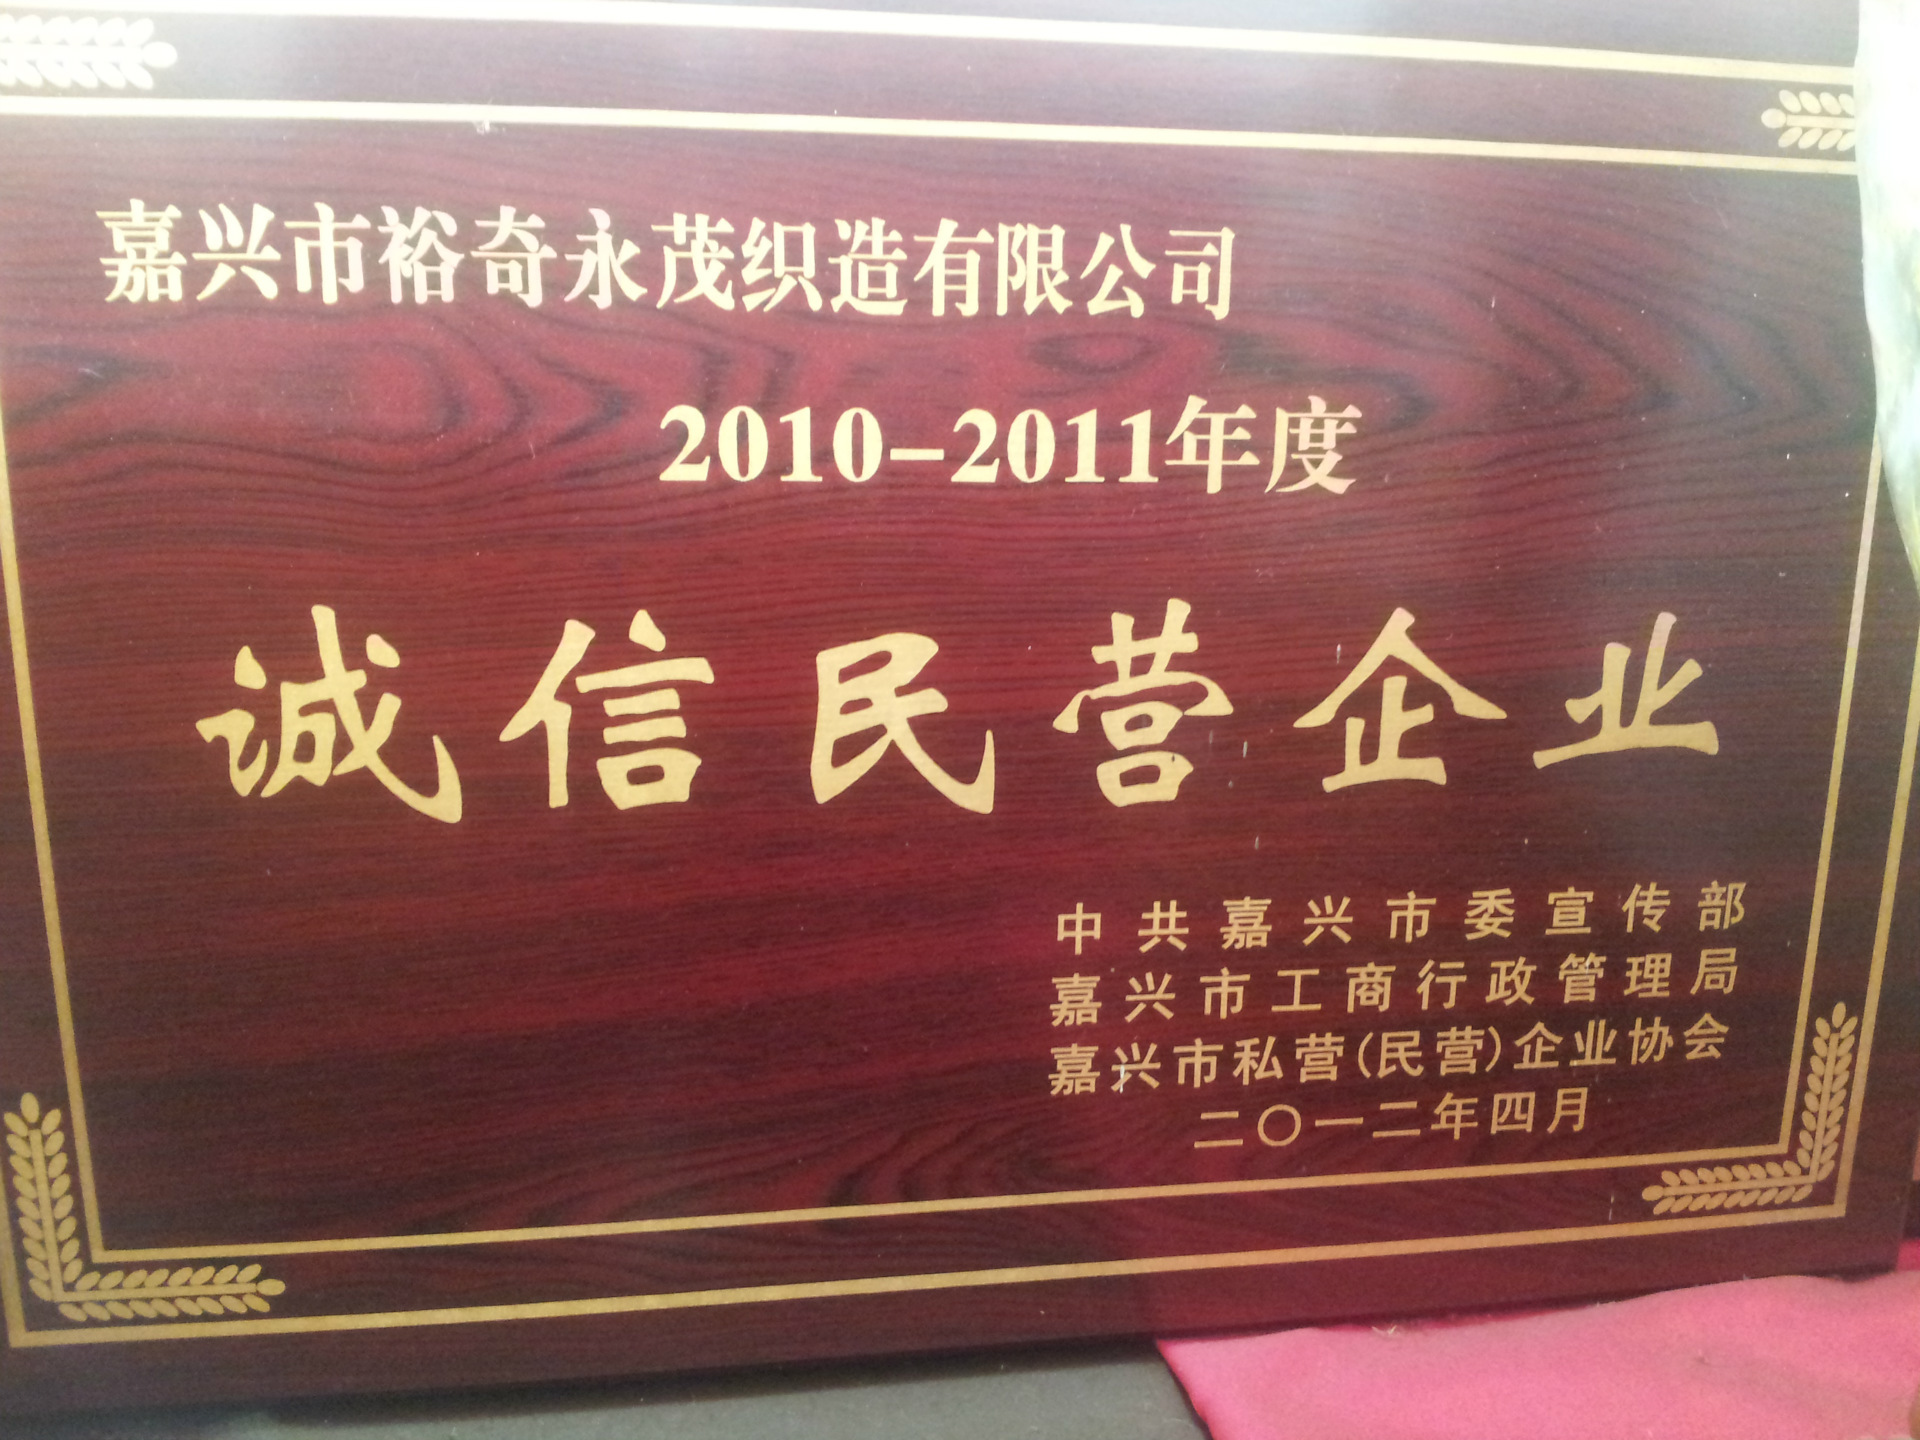 嘉兴市裕奇永茂织造有限公司
2010-2011年度
诚信民营企业
中共嘉兴市委宣传部
嘉兴市工商行政管理局
嘉兴市私营(民营)企业协会
二〇一二年四月